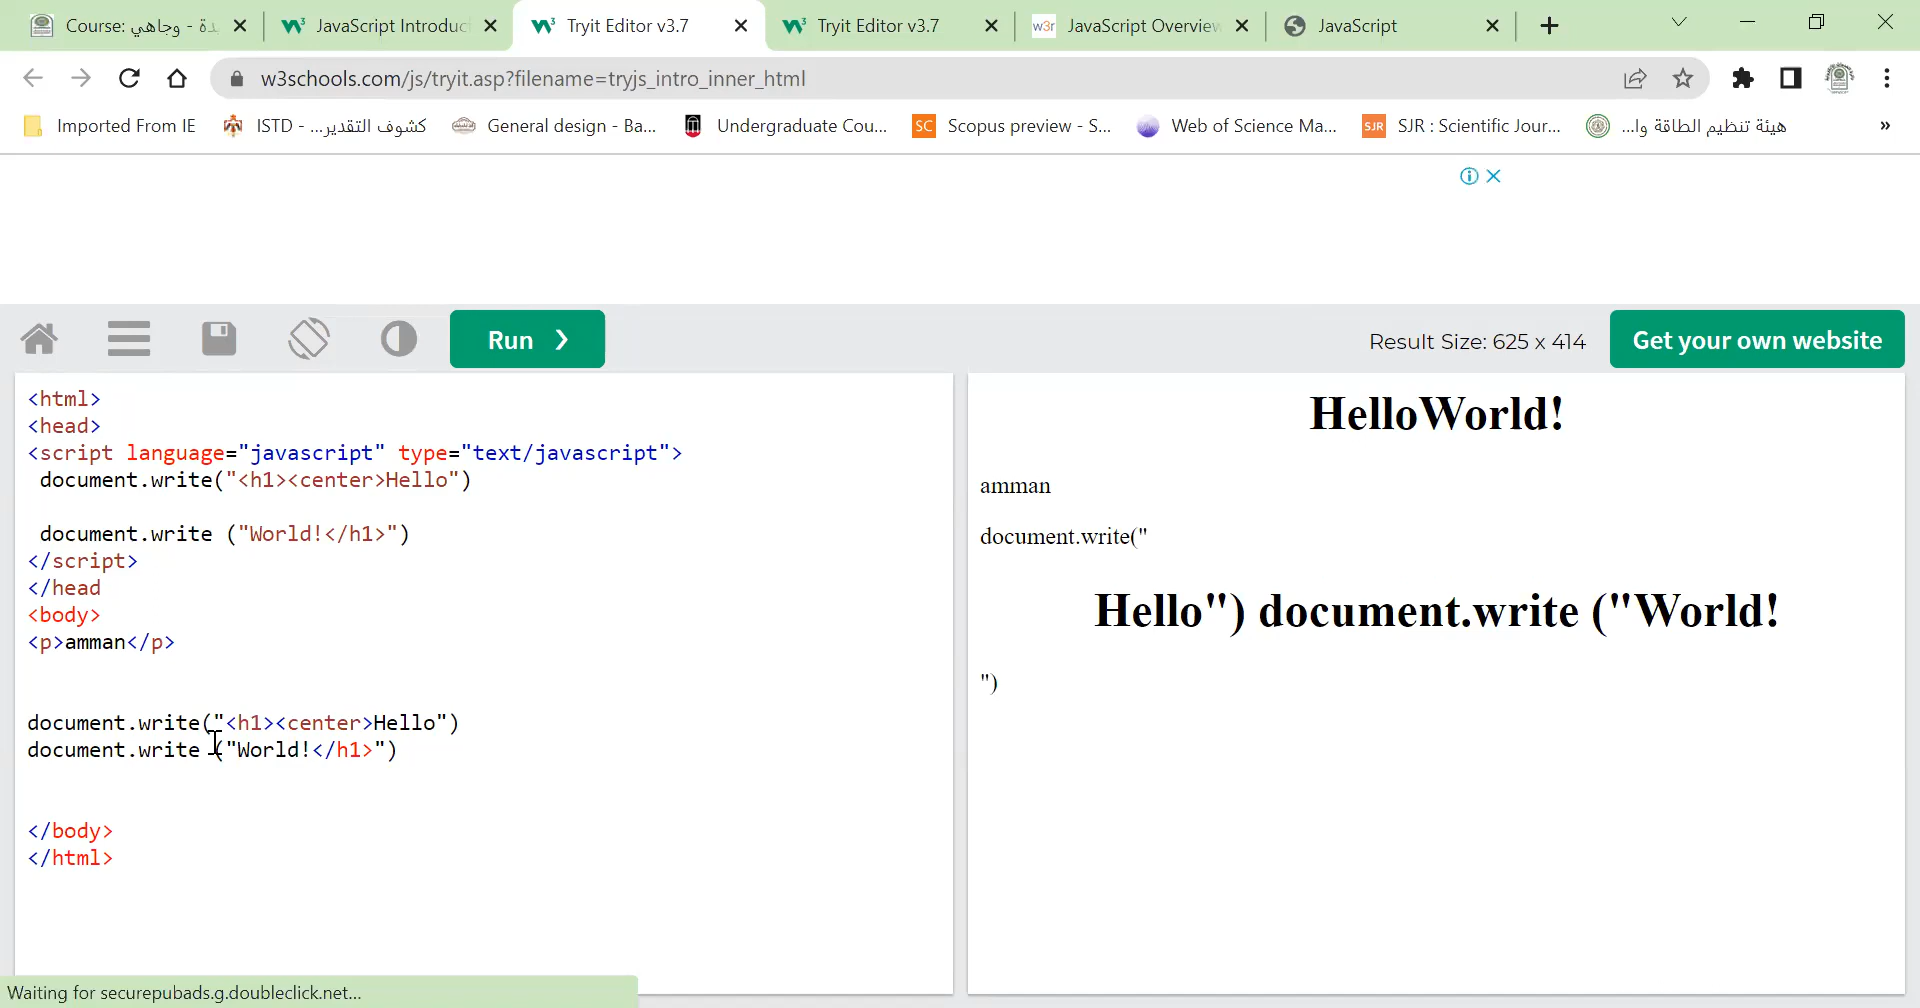 Course: وجاهي - دة
JavaScript Introduc
Tryit Editor v3.7
Tryit Editor v3.7
w3r JavaScript Overview
JavaScript
w3schools.com/js/tryit.asp?filename=tryjs_intro_inner_html
Imported From IE
ISTD - ...كشوف التقدير
General design - Ba...
Undergraduate Cou...
SC Scopus preview - S...
Web of Science Ma...
SJR SJR : Scientific Jour...
هيئة تنظيم الطاقة وا...
»
Run ❯
Result Size: 625 x 414
Get your own website
<html>
<head>
<script language="javascript" type="text/javascript">
document.write("<h1><center>Hello")
document.write ("World!</h1>")
</script>
</head
<body>
<p>amman</p>
document.write("<h1><center>Hello")
document.write ("World!</h1>")
</body>
</html>
HelloWorld!
amman
document.write("
Hello") document.write ("World!
")
Waiting for securepubads.g.doubleclick.net...